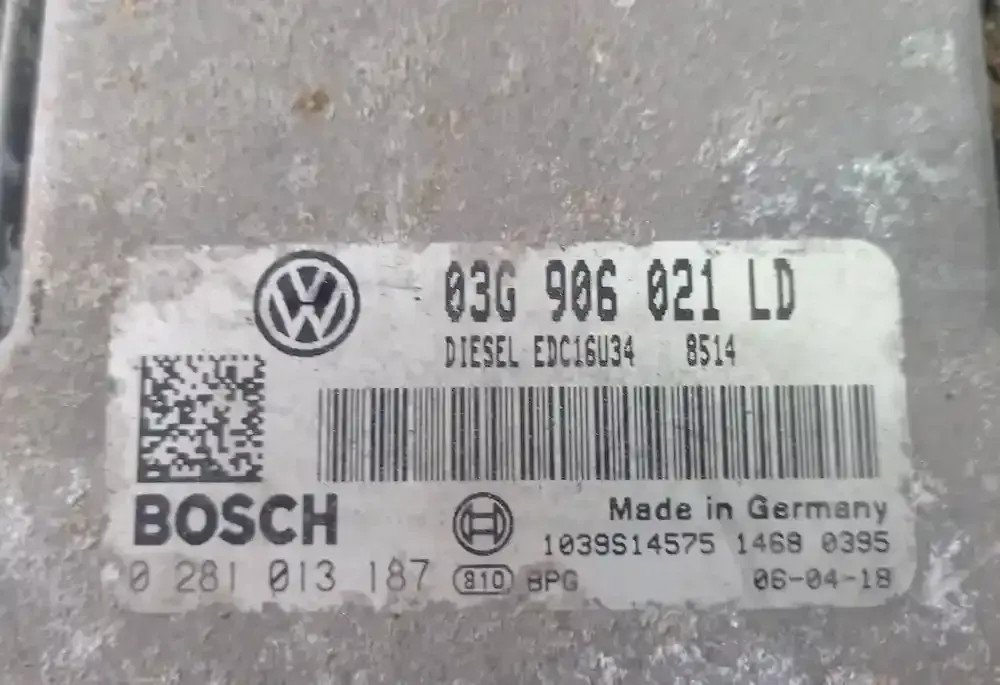 03G 906 021 LD
DIESEL EDC16U34 8514
BOSCH
Made in Germany
1039S14575 1468 0395
0 281 013 187 810 BPG 06-04-18